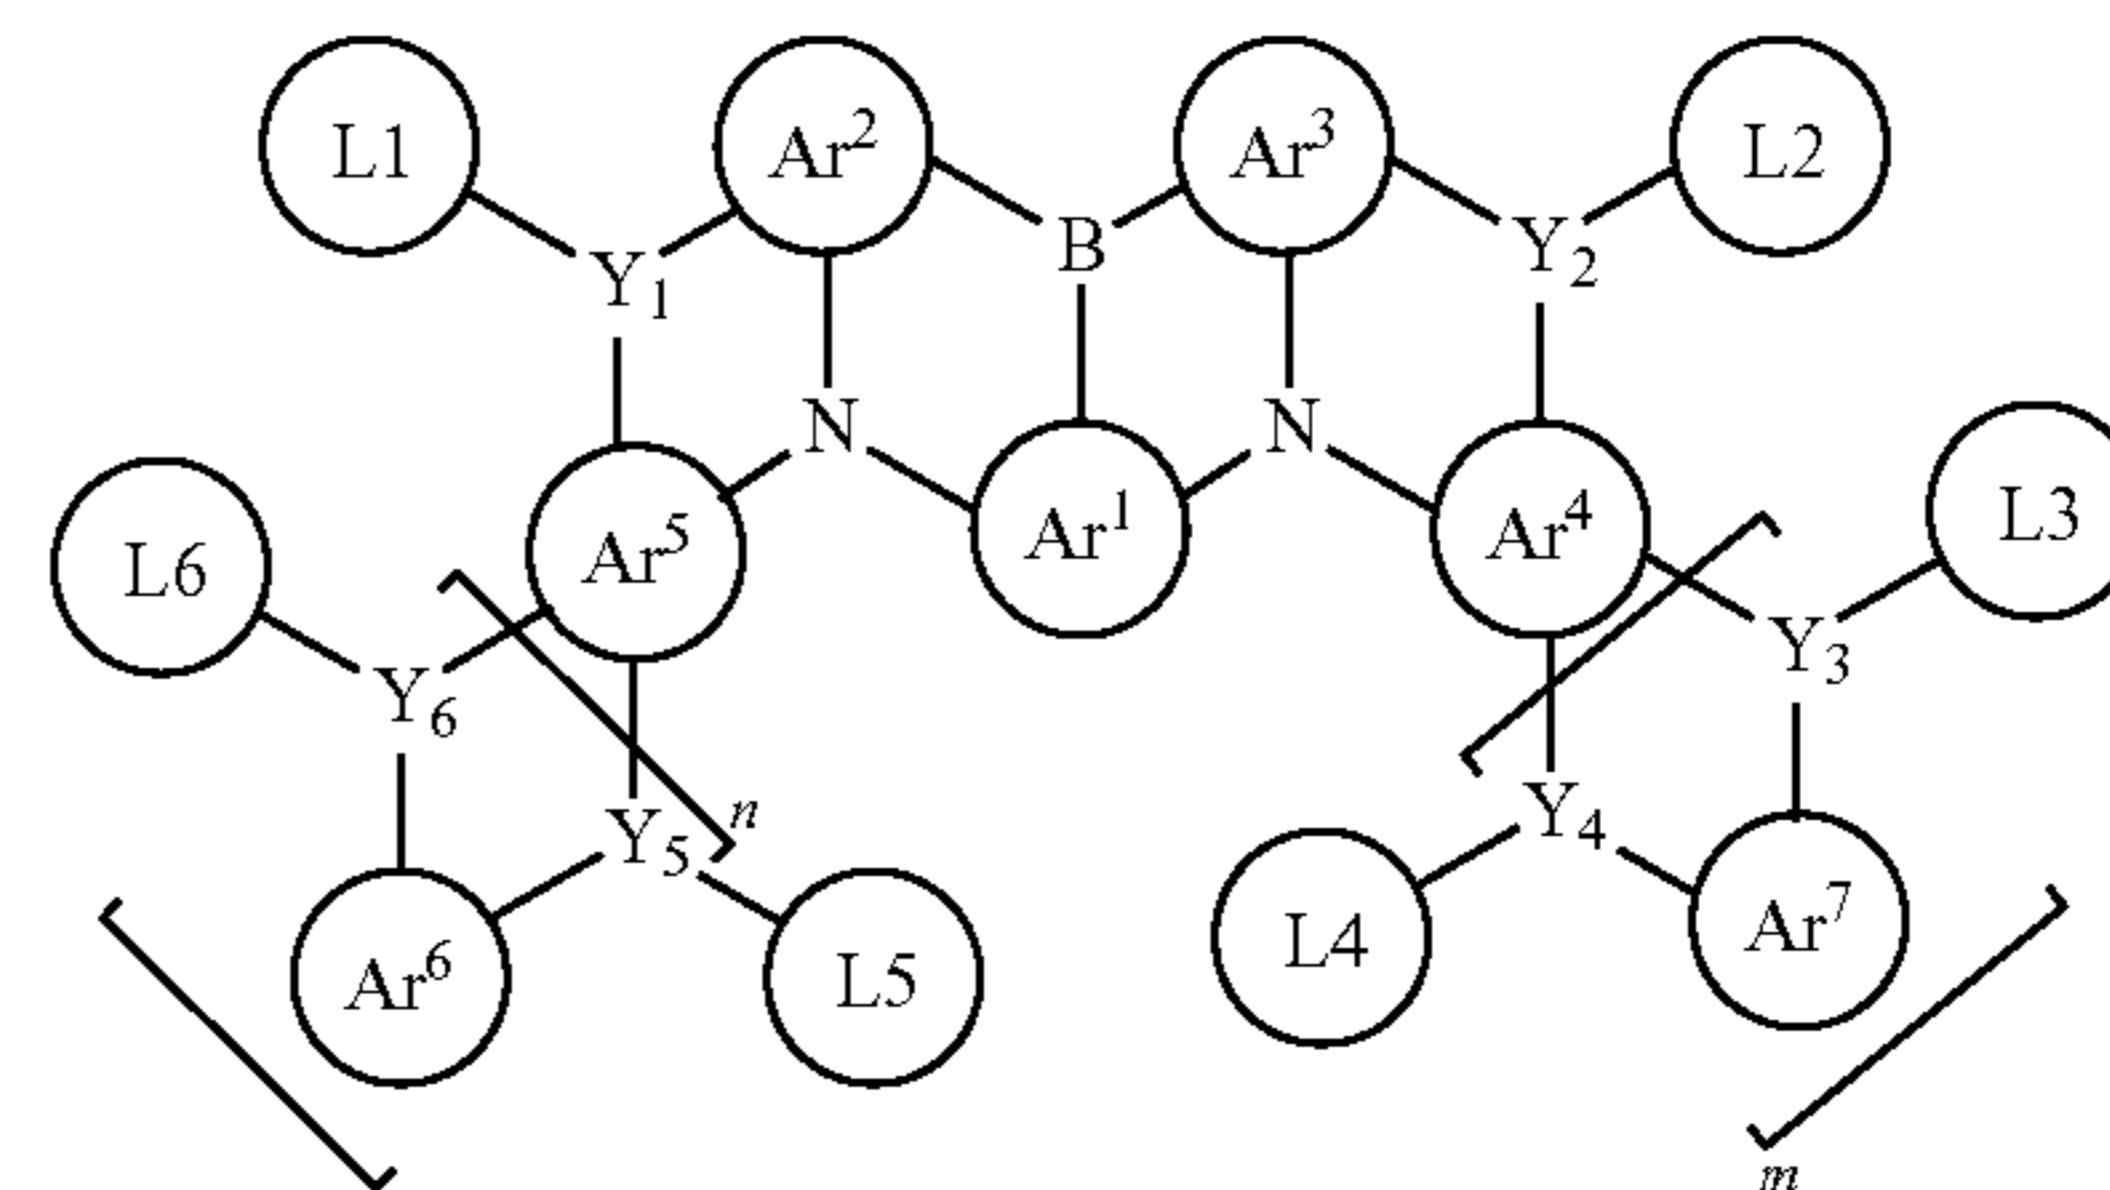 L1 Ar² Ar³ L2
Y₁ B Y₂
N N
L6 Ar⁵ Ar¹ Ar⁴ L3
Y₆ Y₃
Y₅ n Y₄
Ar⁶ L5 L4 Ar⁷
m